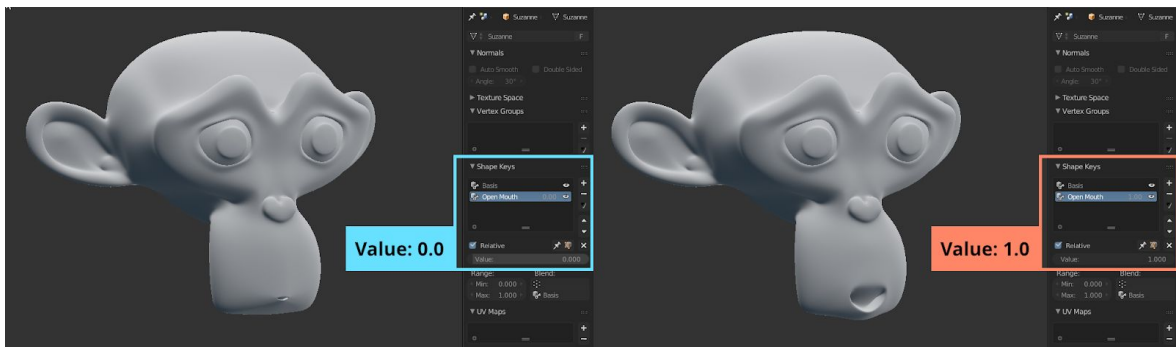 Suzanne Suzanne
Suzanne F
Normals
Auto Smooth Double Sided
Angle: 30°
Texture Space
Vertex Groups
Shape Keys
Basis
Open Mouth 0.00
Value: 0.0
Relative
Value: 0.000
Range: Blend:
Min: 0.000
Max: 1.000 Basis
UV Maps
Suzanne Suzanne
Suzanne F
Normals
Auto Smooth Double Sided
Angle: 30°
Texture Space
Vertex Groups
Shape Keys
Basis
Open Mouth 1.00
Value: 1.0
Relative
Value: 1.000
Range: Blend:
Min: 0.000
Max: 1.000 Basis
UV Maps